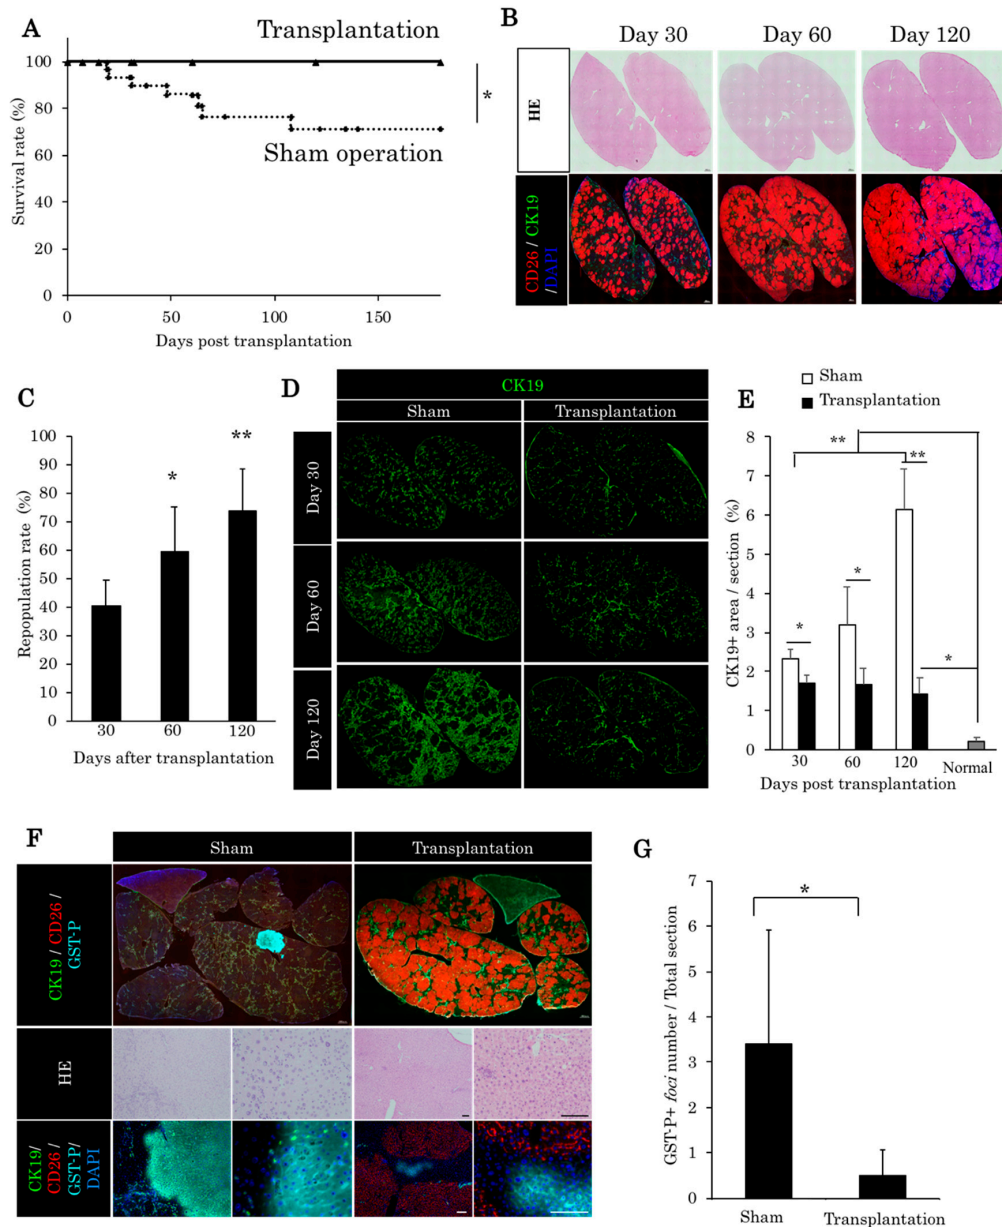 A
Transplantation
100
80
60
40
20
0
Survival rate (%)
*
Sham operation
0 50 100 150
Days post transplantation
B
Day 30 Day 60 Day 120
HE
CD26 / CK19
/DAPI
C
100
90
80
70
60
50
40
30
20
10
0
Repopulation rate (%)
*
**
30 60 120
Days after transplantation
D
CK19
Sham Transplantation
Day 30
Day 60
Day 120
Sham
Transplantation
E
8
7
6
5
4
3
2
1
0
CK19+ area / section (%)
**
**
*
*
*
30 60 120 Normal
Days post transplantation
F
Sham Transplantation
CK19 / CD26 /
GST-P
HE
CK19/
CD26 /
GST-P/
DAPI
G
7
6
5
4
3
2
1
0
GST-P+ foci number / Total section
*
Sham Transplantation